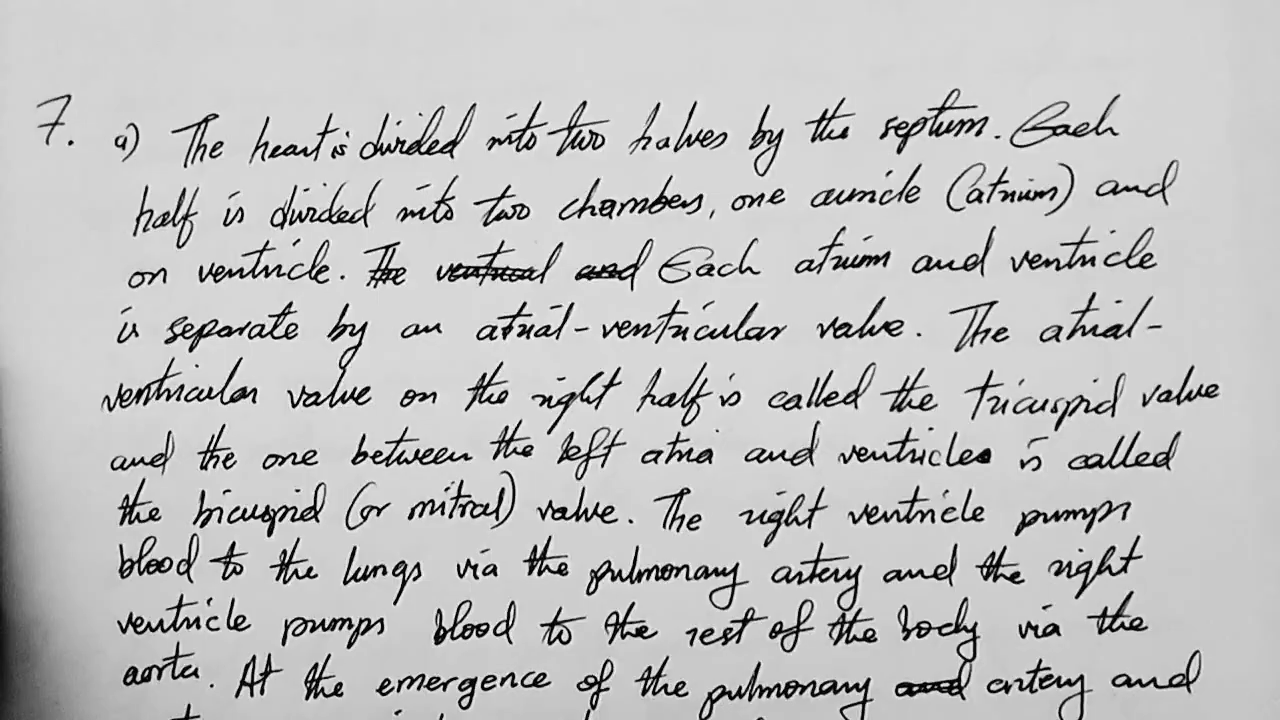 7. a) The heart is divided into two halves by the septum. Each
half is divided into two chambers, one auricle (atrium) and
on ventricle. The ventrical and Each atrium and ventricle
is separate by an atrial-ventricular valve. The atrial-
ventricular valve on the right half is called the tricuspid valve
and the one between the left atria and ventricle is called
the bicuspid (or mitral) valve. The right ventricle pumps
blood to the lungs via the pulmonary artery and the right
ventricle pumps blood to the rest of the body via the
aorta. At the emergence of the pulmonary and artery and